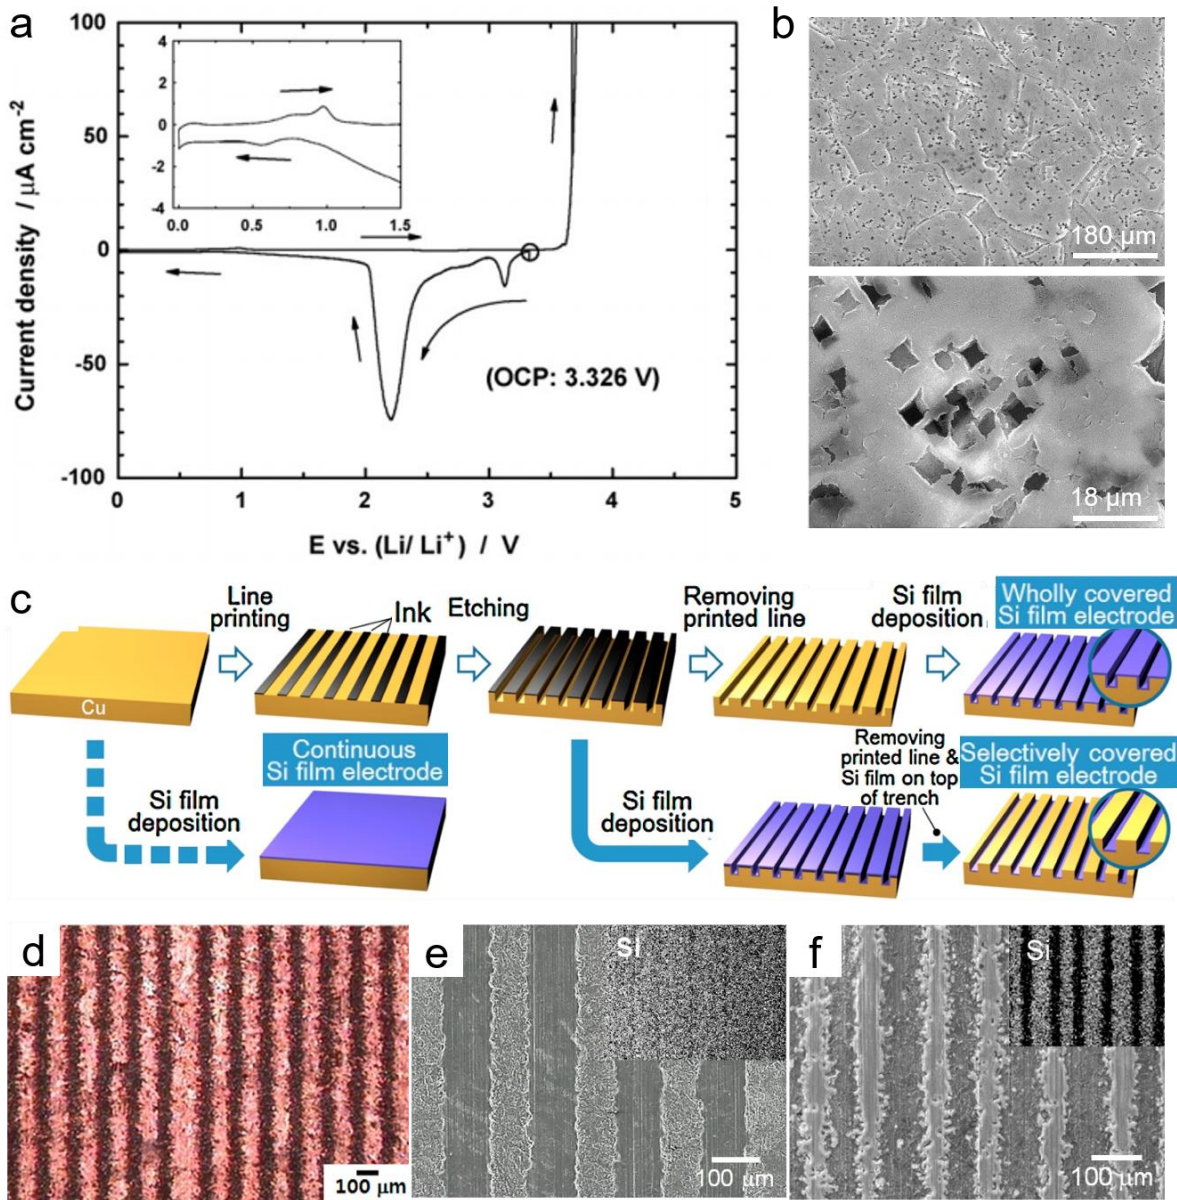 a
Current density / μA cm-2
100
50
0
-50
-100
0
1
2
3
4
5
E vs. (Li/ Li+) / V
4
2
0
-2
-4
0.0
0.5
1.0
1.5
(OCP: 3.326 V)
b
180 μm
18 μm
c
Line
printing
Ink
Etching
Removing
printed line
Si film
deposition
Wholly covered
Si film electrode
Cu
Continuous
Si film electrode
Si film
deposition
Si film
deposition
Removing
printed line &
Si film on top
of trench
Selectively covered
Si film electrode
d
100 μm
e
Si
100 μm
f
Si
100 μm